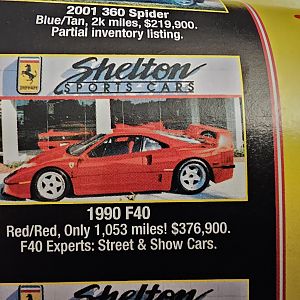 2001 360 Spider
Blue/Tan, 2k miles, $219,900.
Partial inventory listing.
Ferrari
Shelton
SPORTS CARS
1990 F40
Red/Red, Only 1,053 miles! $376,900.
F40 Experts: Street & Show Cars.
Shelton